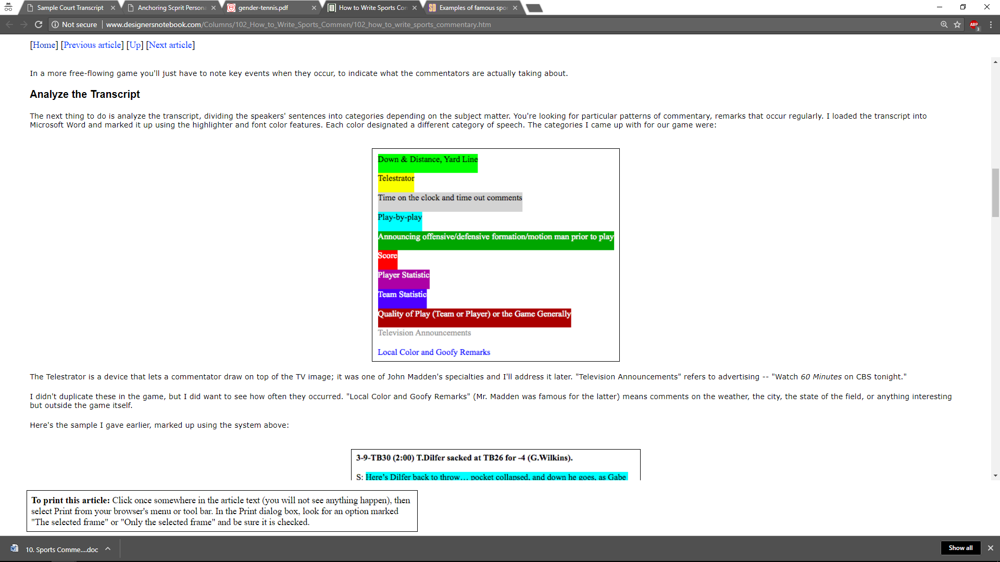 Sample Court Transcript
Anchoring Scprit Persona
gender-tennis.pdf
How to Write Sports Con
Examples of famous spor
Not secure | www.designersnotebook.com/Columns/102_How_to_Write_Sports_Commen/102_how_to_write_sports_commentary.htm
ABP
3
[Home] [Previous article] [Up] [Next article]
In a more free-flowing game you'll just have to note key events when they occur, to indicate what the commentators are actually taking about.
Analyze the Transcript
The next thing to do is analyze the transcript, dividing the speakers' sentences into categories depending on the subject matter. You're looking for particular patterns of commentary, remarks that occur regularly. I loaded the transcript into
Microsoft Word and marked it up using the highlighter and font color features. Each color designated a different category of speech. The categories I came up with for our game were:
Down & Distance, Yard Line
Telestrator
Time on the clock and time out comments
Play-by-play
Announcing offensive/defensive formation/motion man prior to play
Score
Player Statistic
Team Statistic
Quality of Play (Team or Player) or the Game Generally
Television Announcements
Local Color and Goofy Remarks
The Telestrator is a device that lets a commentator draw on top of the TV image; it was one of John Madden's specialties and I'll address it later. "Television Announcements" refers to advertising -- "Watch 60 Minutes on CBS tonight."
I didn't duplicate these in the game, but I did want to see how often they occurred. "Local Color and Goofy Remarks" (Mr. Madden was famous for the latter) means comments on the weather, the city, the state of the field, or anything interesting
but outside the game itself.
Here's the sample I gave earlier, marked up using the system above:
3-9-TB30 (2:00) T.Dilfer sacked at TB26 for -4 (G.Wilkins).
S: Here's Dilfer back to throw… pocket collapsed, and down he goes, as Gabe
To print this article: Click once somewhere in the article text (you will not see anything happen), then
select Print from your browser's menu or tool bar. In the Print dialog box, look for an option marked
"The selected frame" or "Only the selected frame" and be sure it is checked.
10. Sports Comme....doc
Show all